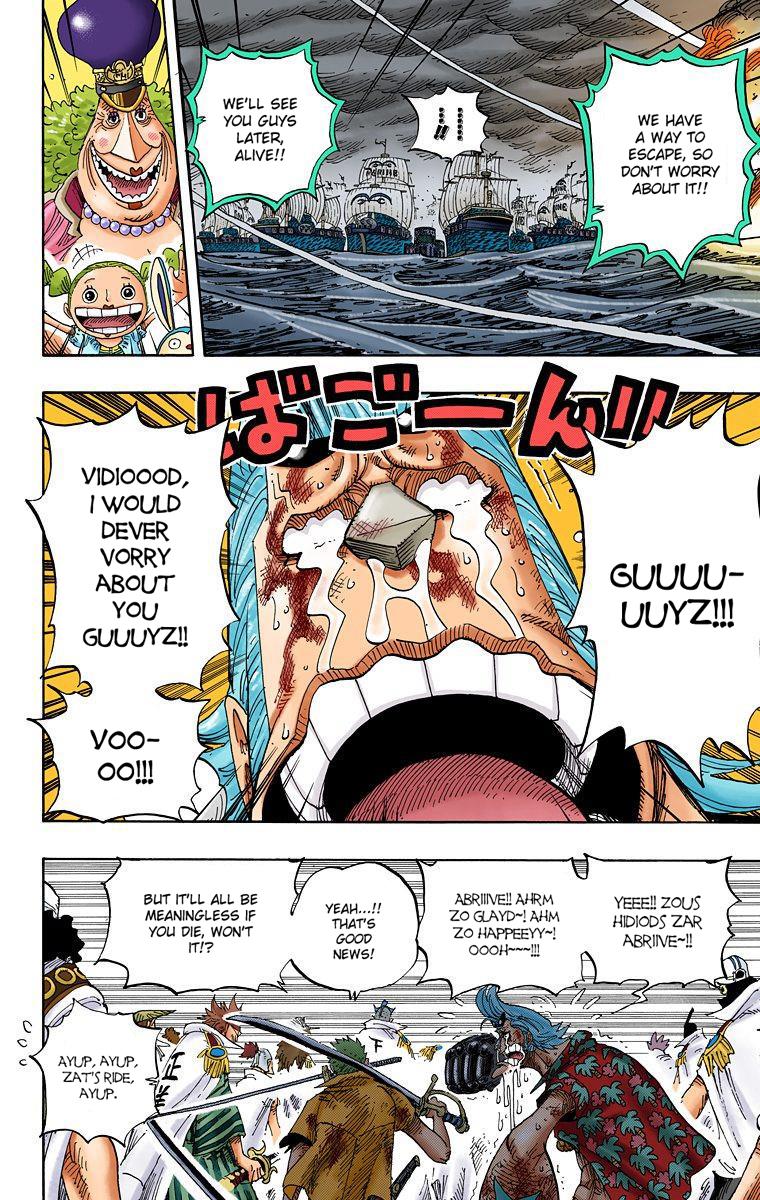 WE HAVE
A WAY TO
ESCAPE, SO
DON'T WORRY
ABOUT IT!!
WE'LL SEE
YOU GUYS
LATER,
ALIVE!!
MARINE
ばごーん!!
GUUUU-
UUYZ!!!
VIDIOOOD,
I WOULD
DEVER
VORRY
ABOUT
YOU
GUUUYZ!!
VOO-
OO!!!
YEEE!! ZOUS
HIDIODS ZAR
ABRIIVE~!!
ABRIIVE!! AHRM
ZO GLAYD~! AHM
ZO HAPPEEYY~!
OOOH~~~!!!
YEAH...!!
THAT'S
GOOD
NEWS!
BUT IT'LL ALL BE
MEANINGLESS IF
YOU DIE, WON'T
IT!?
AYUP, AYUP,
ZAT'S RIDE,
AYUP.